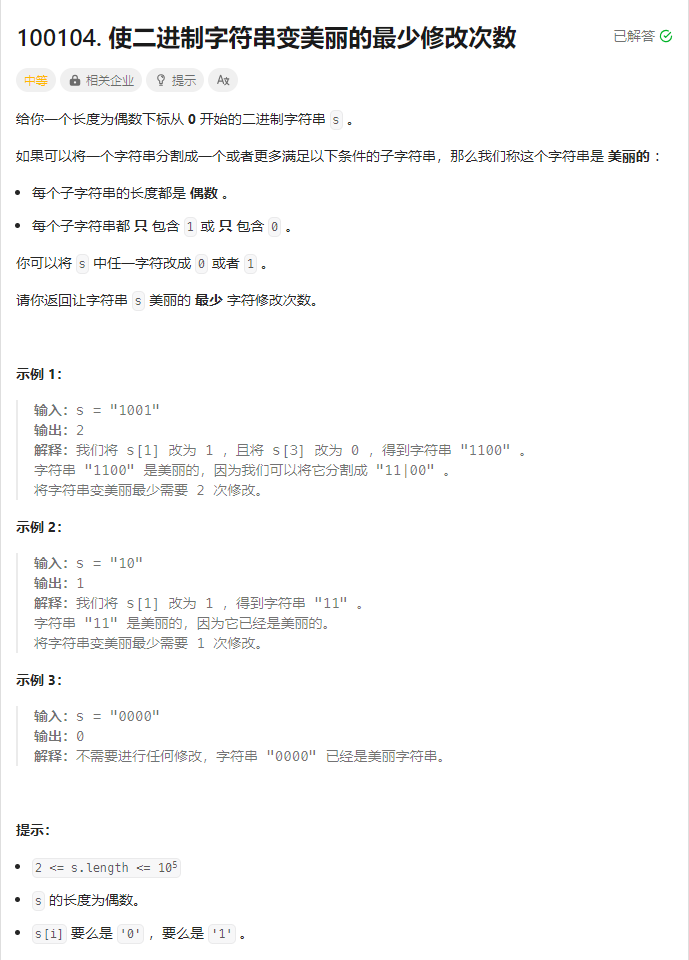 100104. 使二进制字符串变美丽的最少修改次数
已解答
中等 相关企业 提示
给你一个长度为偶数下标从 0 开始的二进制字符串 s 。
如果可以将一个字符串分割成一个或者更多满足以下条件的子字符串，那么我们称这个字符串是 美丽的 ：
• 每个子字符串的长度都是 偶数 。
• 每个子字符串都 只 包含 1 或 只 包含 0 。
你可以将 s 中任一字符改成 0 或者 1 。
请你返回让字符串 s 美丽的 最少 字符修改次数。
示例 1：
输入：s = "1001"
输出：2
解释：我们将 s[1] 改为 1 ，且将 s[3] 改为 0 ，得到字符串 "1100" 。
字符串 "1100" 是美丽的，因为我们可以将它分割成 "11|00" 。
将字符串变美丽最少需要 2 次修改。
示例 2：
输入：s = "10"
输出：1
解释：我们将 s[1] 改为 1 ，得到字符串 "11" 。
字符串 "11" 是美丽的，因为它已经是美丽的。
将字符串变美丽最少需要 1 次修改。
示例 3：
输入：s = "0000"
输出：0
解释：不需要进行任何修改，字符串 "0000" 已经是美丽字符串。
提示：
• 2 <= s.length <= 10⁵
• s 的长度为偶数。
• s[i] 要么是 '0' ，要么是 '1' 。